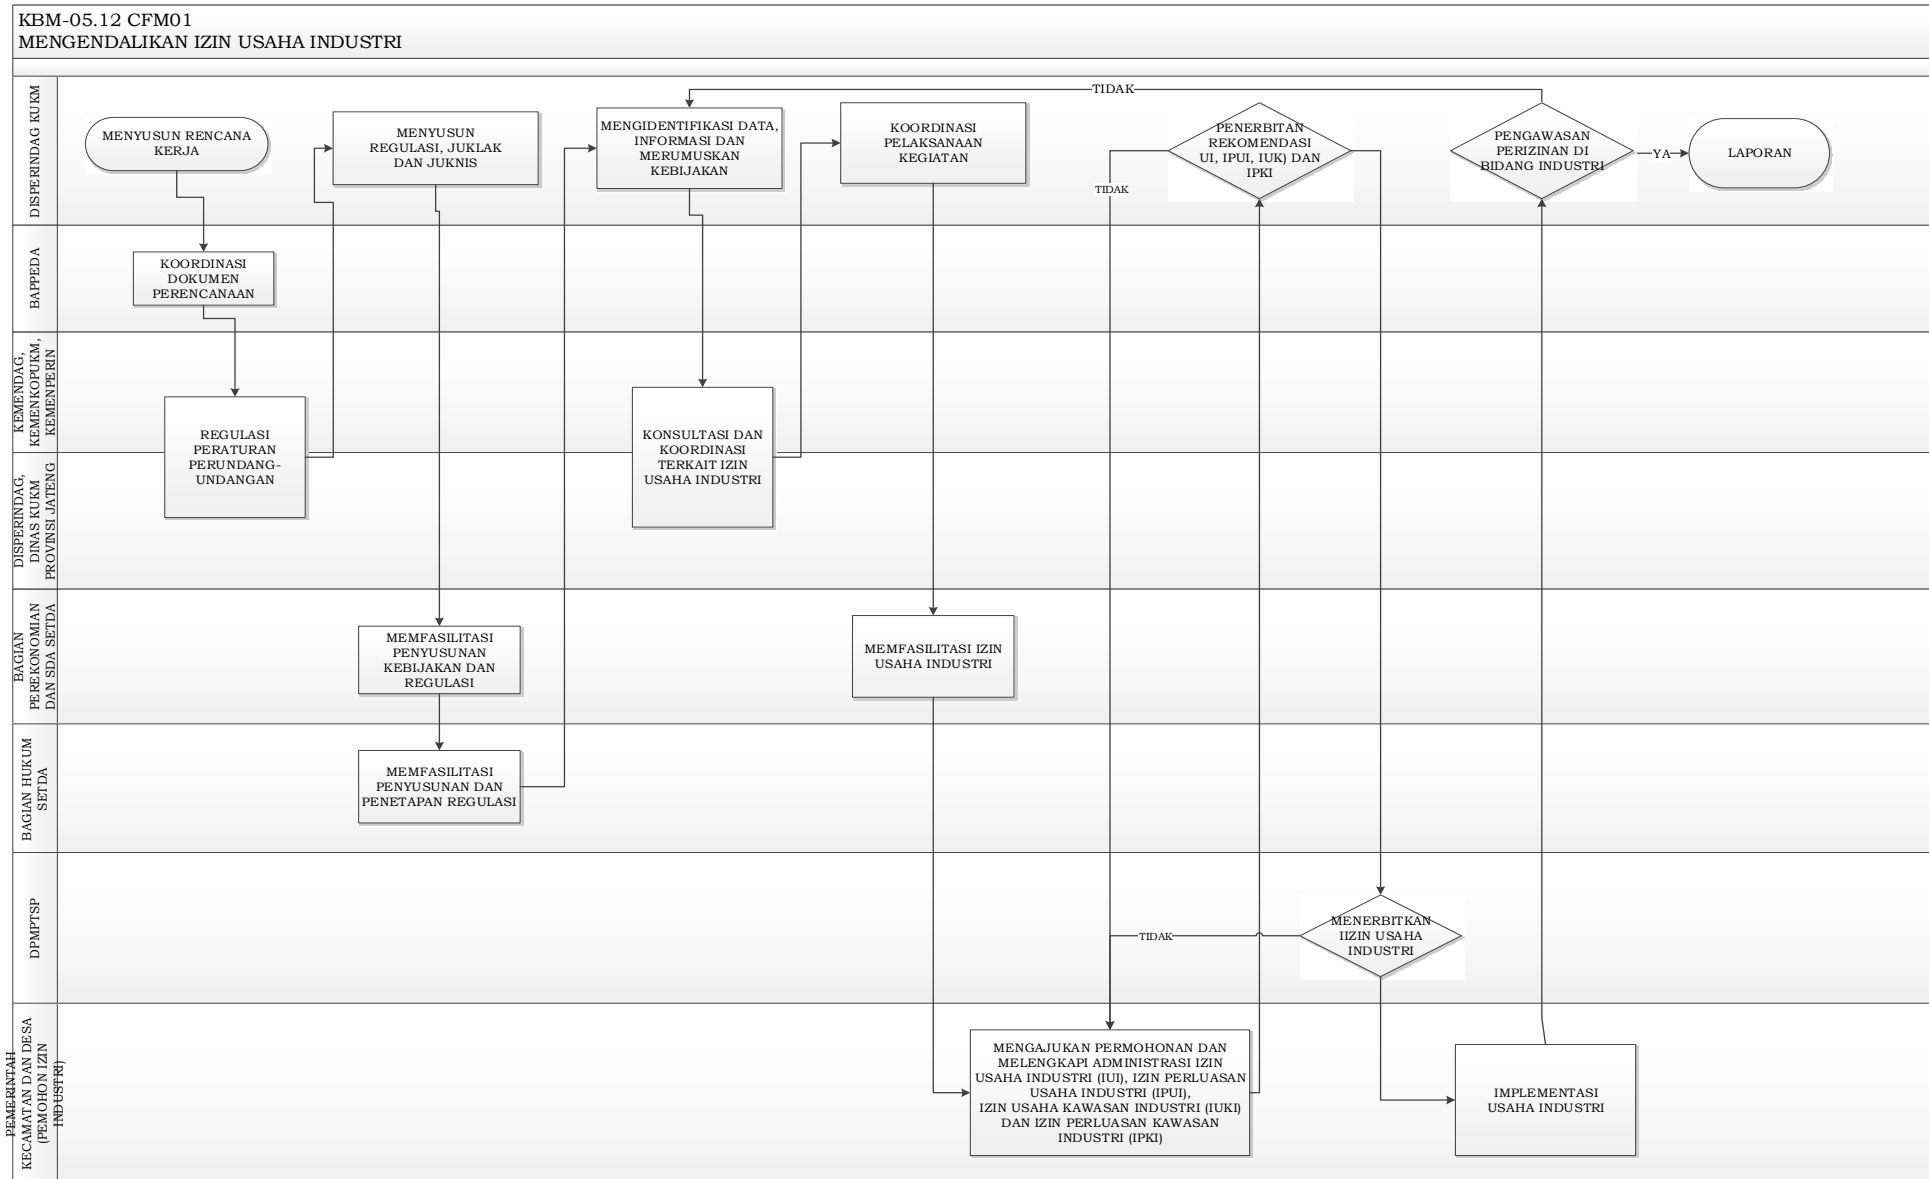 KBM-05.12 CFM01
MENGENDALIKAN IZIN USAHA INDUSTRI
DISPERINDAG KUKM
MENYUSUN RENCANA
KERJA
MENYUSUN
REGULASI, JUKLAK
DAN JUKNIS
MENGIDENTIFIKASI DATA,
INFORMASI DAN
MERUMUSKAN
KEBIJAKAN
KOORDINASI
PELAKSANAAN
KEGIATAN
TIDAK
PENERBITAN
REKOMENDASI
UI, IPUI, IUK) DAN
IPKI
TIDAK
PENGAWASAN
PERIZINAN DI
BIDANG INDUSTRI
YA
LAPORAN
BAPPEDA
KOORDINASI
DOKUMEN
PERENCANAAN
KEMENDAG,
KEMENKOPUKM,
KEMENPERIN
REGULASI
PERATURAN
PERUNDANG-
UNDANGAN
KONSULTASI DAN
KOORDINASI
TERKAIT IZIN
USAHA INDUSTRI
DISPERINDAG,
DINAS KUKM
PROVINSI JATENG
BAGIAN
PEREKONOMIAN
DAN SDA SETDA
MEMFASILITASI
PENYUSUNAN
KEBIJAKAN DAN
REGULASI
MEMFASILITASI IZIN
USAHA INDUSTRI
BAGIAN HUKUM
SETDA
MEMFASILITASI
PENYUSUNAN DAN
PENETAPAN REGULASI
DPMPTSP
TIDAK
MENERBITKAN
IIZIN USAHA
INDUSTRI
PEMERINTAH
KECAMATAN DAN DESA
(PEMOHON IZIN
INDUSTRI)
MENGAJUKAN PERMOHONAN DAN
MELENGKAPI ADMINISTRASI IZIN
USAHA INDUSTRI (IUI), IZIN PERLUASAN
USAHA INDUSTRI (IPUI),
IZIN USAHA KAWASAN INDUSTRI (IUKI)
DAN IZIN PERLUASAN KAWASAN
INDUSTRI (IPKI)
IMPLEMENTASI
USAHA INDUSTRI